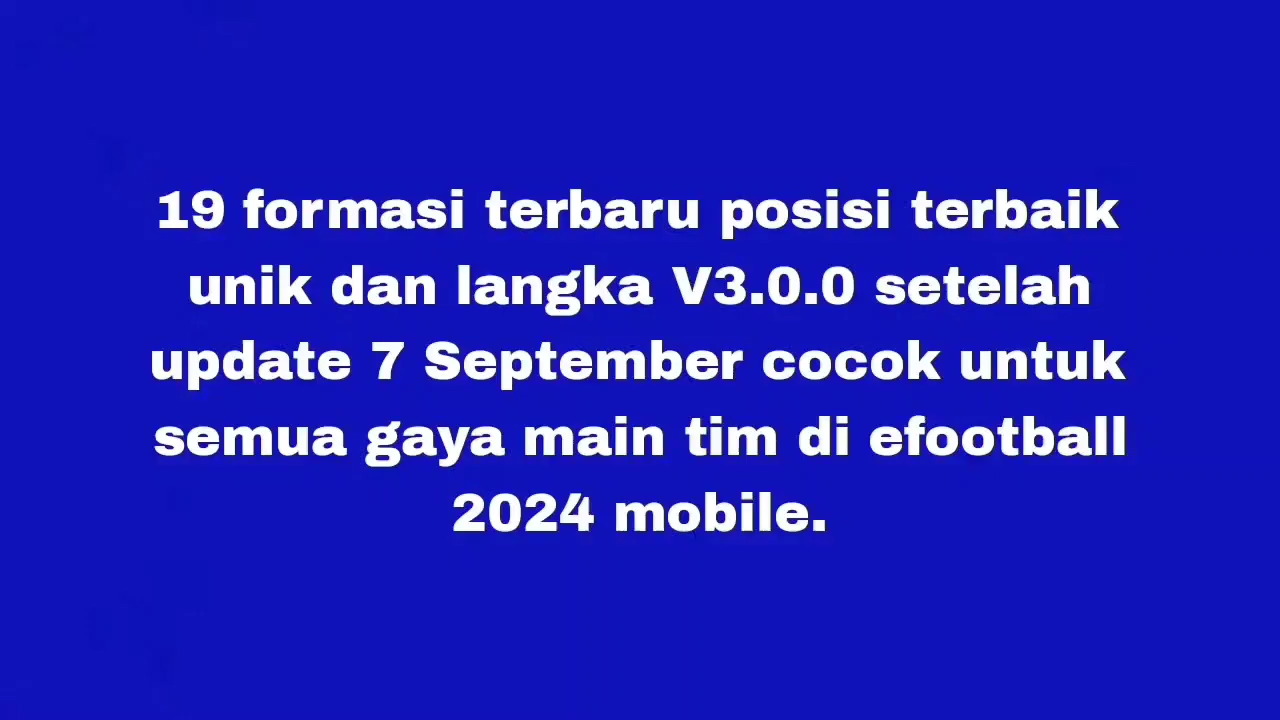 19 formasi terbaru posisi terbaik
unik dan langka V3.0.0 setelah
update 7 September cocok untuk
semua gaya main tim di efootball
2024 mobile.